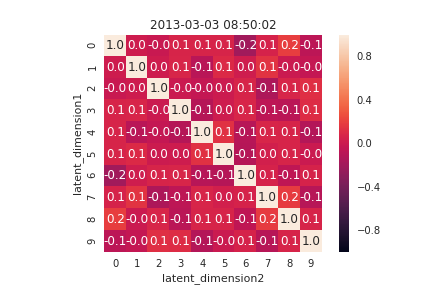 2013-03-03 08:50:02
latent_dimension1
0 1.0 0.0 -0.0 0.1 0.1 0.1 -0.2 0.1 0.2 -0.1
1 0.0 1.0 0.0 0.1 -0.1 0.1 0.0 0.1 -0.0 -0.0
2 -0.0 0.0 1.0 -0.0 -0.0 0.0 0.1 -0.1 0.1 0.1
3 0.1 0.1 -0.0 1.0 -0.1 0.0 0.1 -0.1 -0.1 0.1
4 0.1 -0.1 -0.0 -0.1 1.0 0.1 -0.1 0.1 0.1 -0.1
5 0.1 0.1 0.0 0.0 0.1 1.0 -0.1 0.0 0.1 -0.0
6 -0.2 0.0 0.1 0.1 -0.1 -0.1 1.0 0.1 -0.1 0.1
7 0.1 0.1 -0.1 -0.1 0.1 0.0 0.1 1.0 0.2 -0.1
8 0.2 -0.0 0.1 -0.1 0.1 0.1 -0.1 0.2 1.0 0.1
9 -0.1 -0.0 0.1 0.1 -0.1 -0.0 0.1 -0.1 0.1 1.0
0 1 2 3 4 5 6 7 8 9
latent_dimension2
0.8
0.4
0.0
-0.4
-0.8